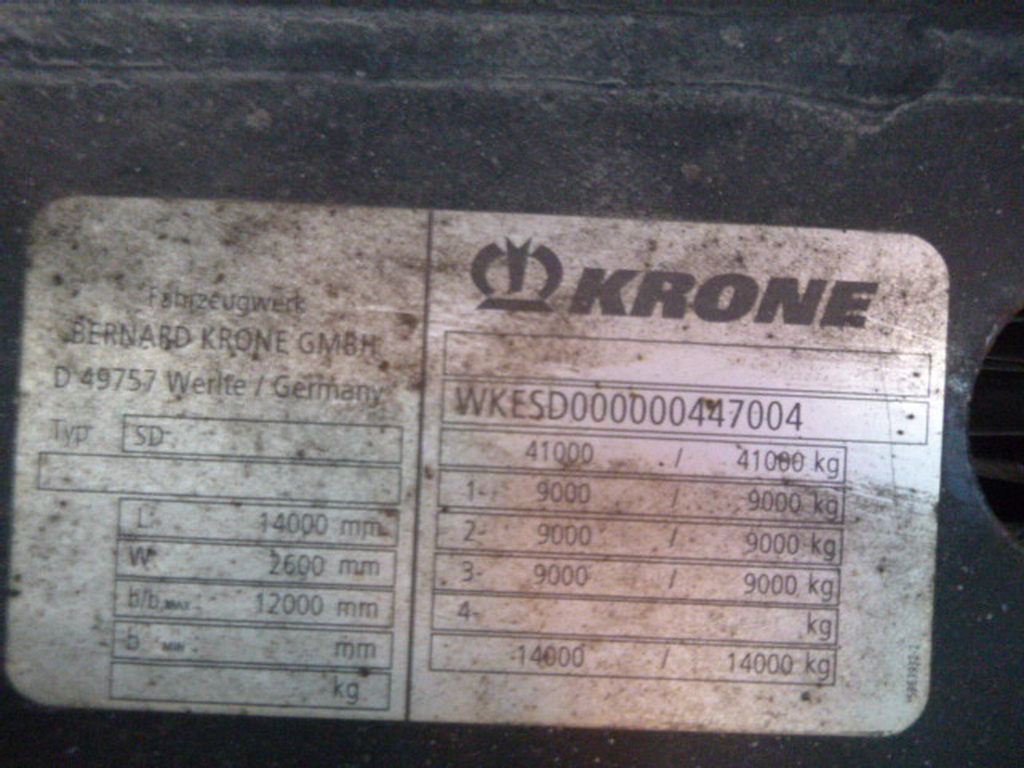 Fahrzeugwerk
BERNARD KRONE GMBH
D 49757 Werlte / Germany
Typ SD
L 14000 mm
W 2600 mm
b/b MAX 12000 mm
b MIN mm
kg
KRONE
WKESD000000447004
41000 / 41000 kg
1- 9000 / 9000 kg
2- 9000 / 9000 kg
3- 9000 / 9000 kg
4- kg
14000 / 14000 kg